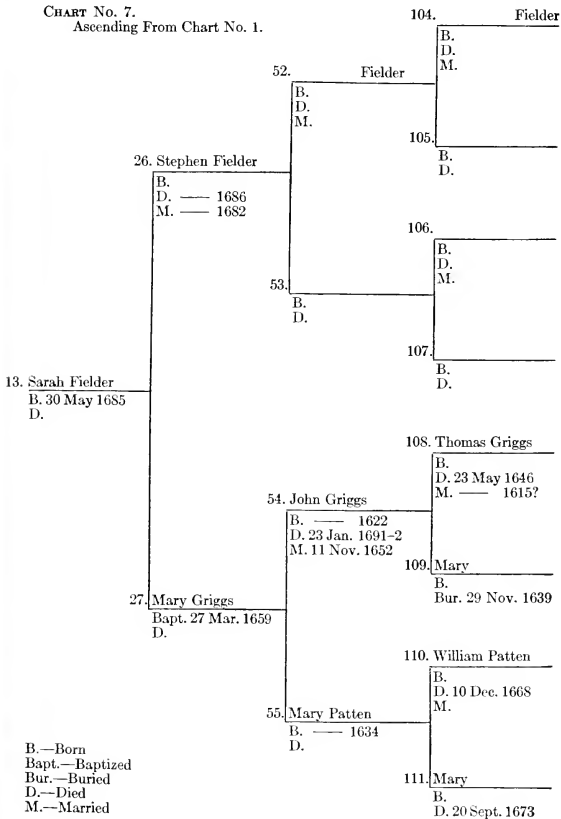 CHART No. 7.
Ascending From Chart No. 1.
104. Fielder
B.
D.
M.
52. Fielder
B.
D.
M.
105.
B.
D.
26. Stephen Fielder
B.
D. —— 1686
M. —— 1682
106.
B.
D.
M.
53.
B.
D.
107.
B.
D.
13. Sarah Fielder
B. 30 May 1685
D.
108. Thomas Griggs
B.
D. 23 May 1646
M. —— 1615?
54. John Griggs
B. —— 1622
D. 23 Jan. 1691-2
M. 11 Nov. 1652
109. Mary
B.
Bur. 29 Nov. 1639
27. Mary Griggs
Bapt. 27 Mar. 1659
D.
110. William Patten
B.
D. 10 Dec. 1668
M.
55. Mary Patten
B. —— 1634
D.
111. Mary
B.
D. 20 Sept. 1673
B.—Born
Bapt.—Baptized
Bur.—Buried
D.—Died
M.—Married